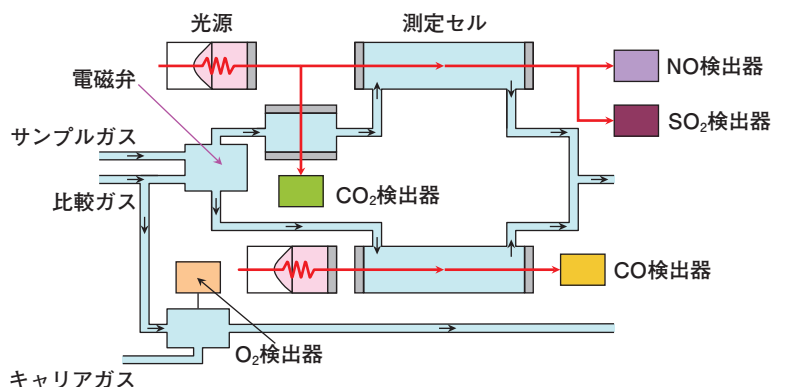 光源
測定セル
NO検出器
電磁弁
SO₂検出器
サンプルガス
比較ガス
CO₂検出器
CO検出器
O₂検出器
キャリアガス